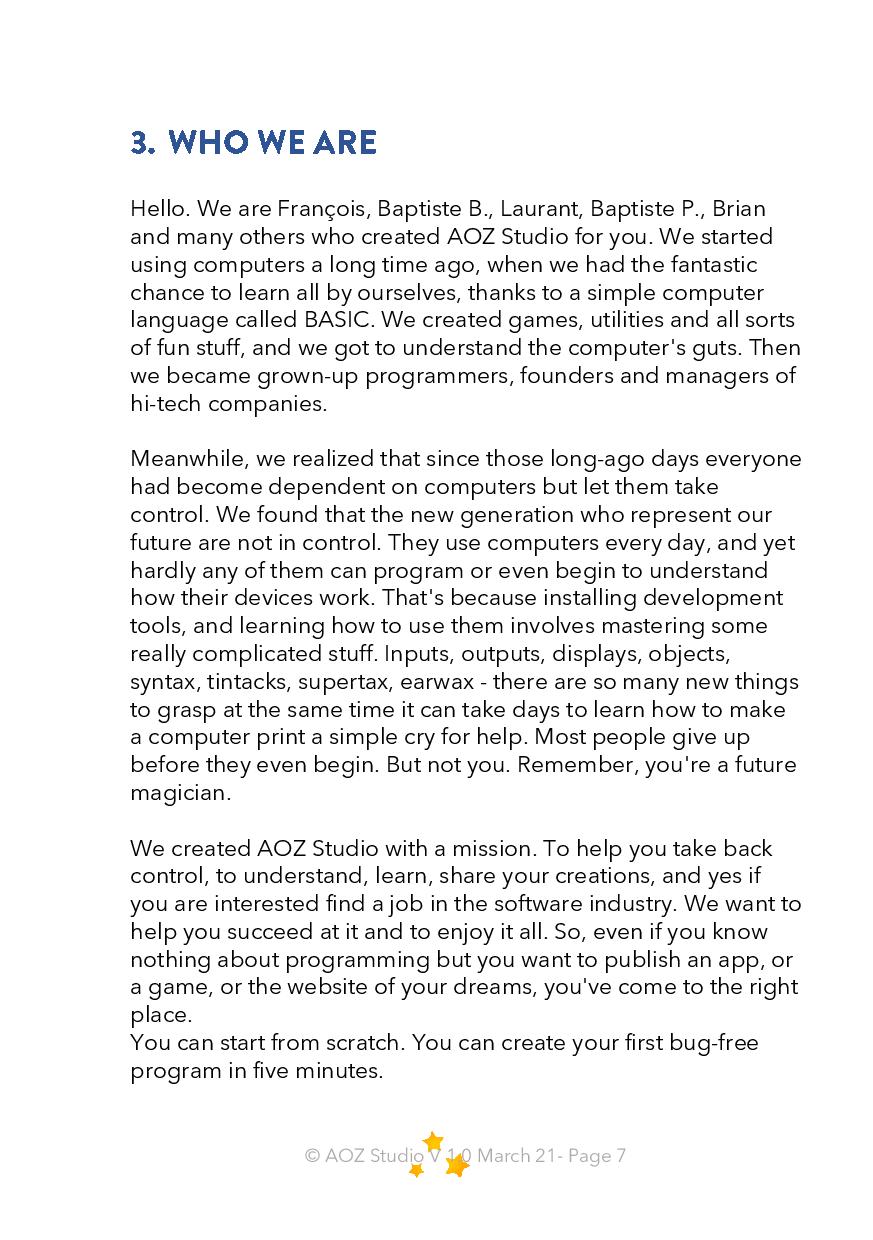 3. WHO WE ARE
Hello. We are François, Baptiste B., Laurant, Baptiste P., Brian
and many others who created AOZ Studio for you. We started
using computers a long time ago, when we had the fantastic
chance to learn all by ourselves, thanks to a simple computer
language called BASIC. We created games, utilities and all sorts
of fun stuff, and we got to understand the computer's guts. Then
we became grown-up programmers, founders and managers of
hi-tech companies.
Meanwhile, we realized that since those long-ago days everyone
had become dependent on computers but let them take
control. We found that the new generation who represent our
future are not in control. They use computers every day, and yet
hardly any of them can program or even begin to understand
how their devices work. That's because installing development
tools, and learning how to use them involves mastering some
really complicated stuff. Inputs, outputs, displays, objects,
syntax, tintacks, supertax, earwax - there are so many new things
to grasp at the same time it can take days to learn how to make
a computer print a simple cry for help. Most people give up
before they even begin. But not you. Remember, you're a future
magician.
We created AOZ Studio with a mission. To help you take back
control, to understand, learn, share your creations, and yes if
you are interested find a job in the software industry. We want to
help you succeed at it and to enjoy it all. So, even if you know
nothing about programming but you want to publish an app, or
a game, or the website of your dreams, you've come to the right
place.
You can start from scratch. You can create your first bug-free
program in five minutes.
© AOZ Studio V 1.0 March 21- Page 7